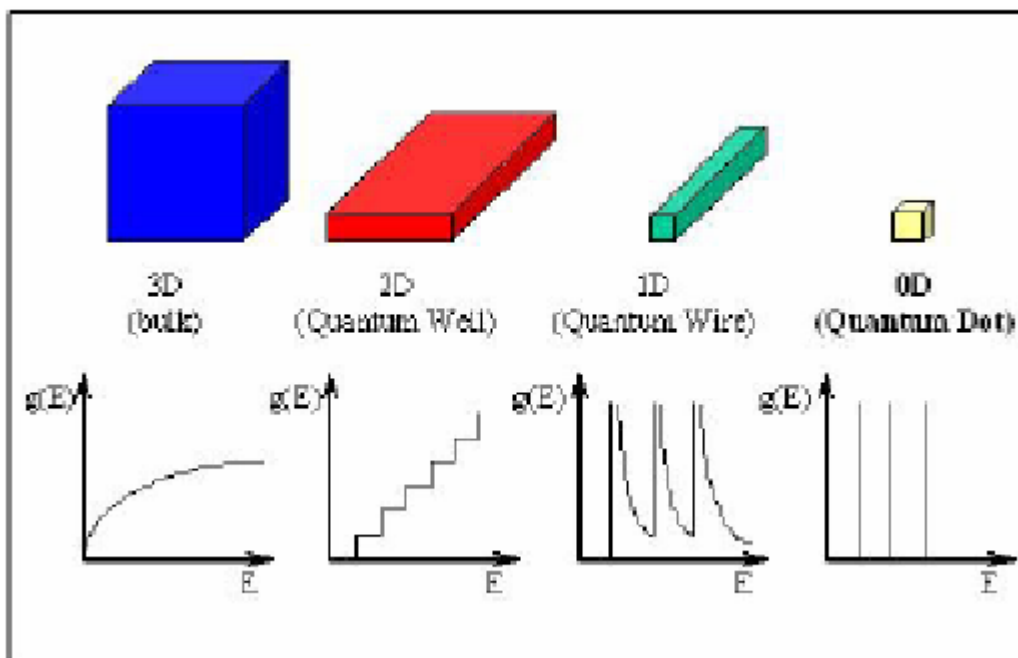 3D
(bulk)
2D
(Quantum Well)
1D
(Quantum Wire)
0D
(Quantum Dot)
g(E)
E
g(E)
E
g(E)
E
g(E)
E